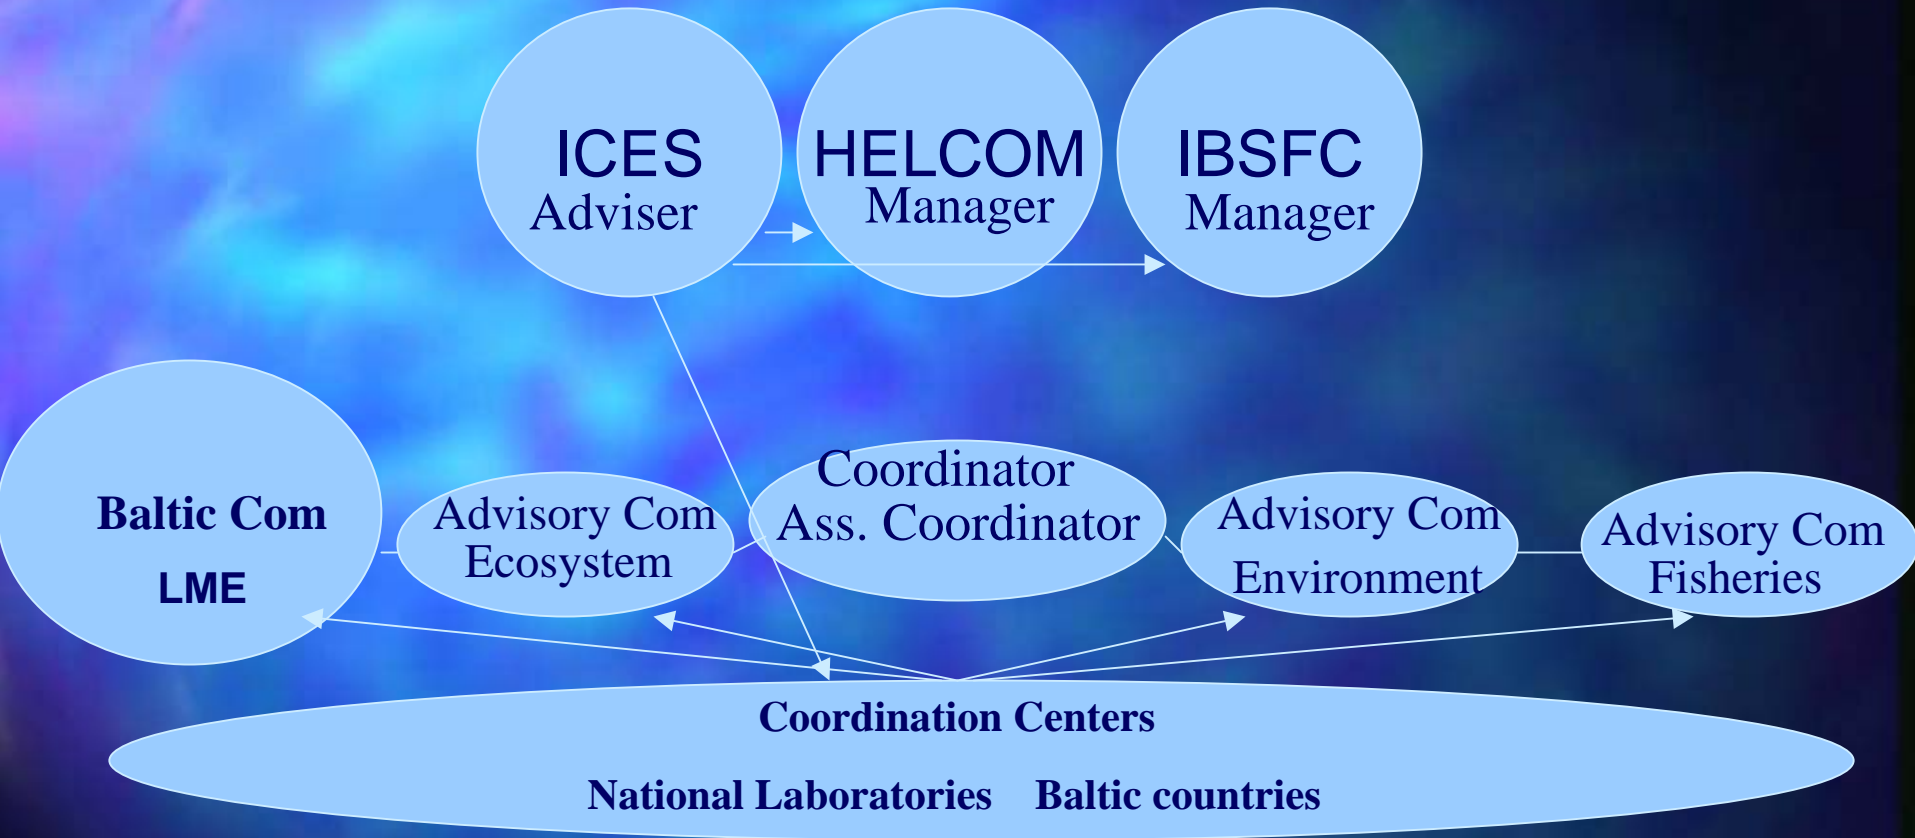 ICES
Adviser
HELCOM
Manager
IBSFC
Manager
Baltic Com
LME
Advisory Com
Ecosystem
Coordinator
Ass. Coordinator
Advisory Com
Environment
Advisory Com
Fisheries
Coordination Centers
National Laboratories Baltic countries